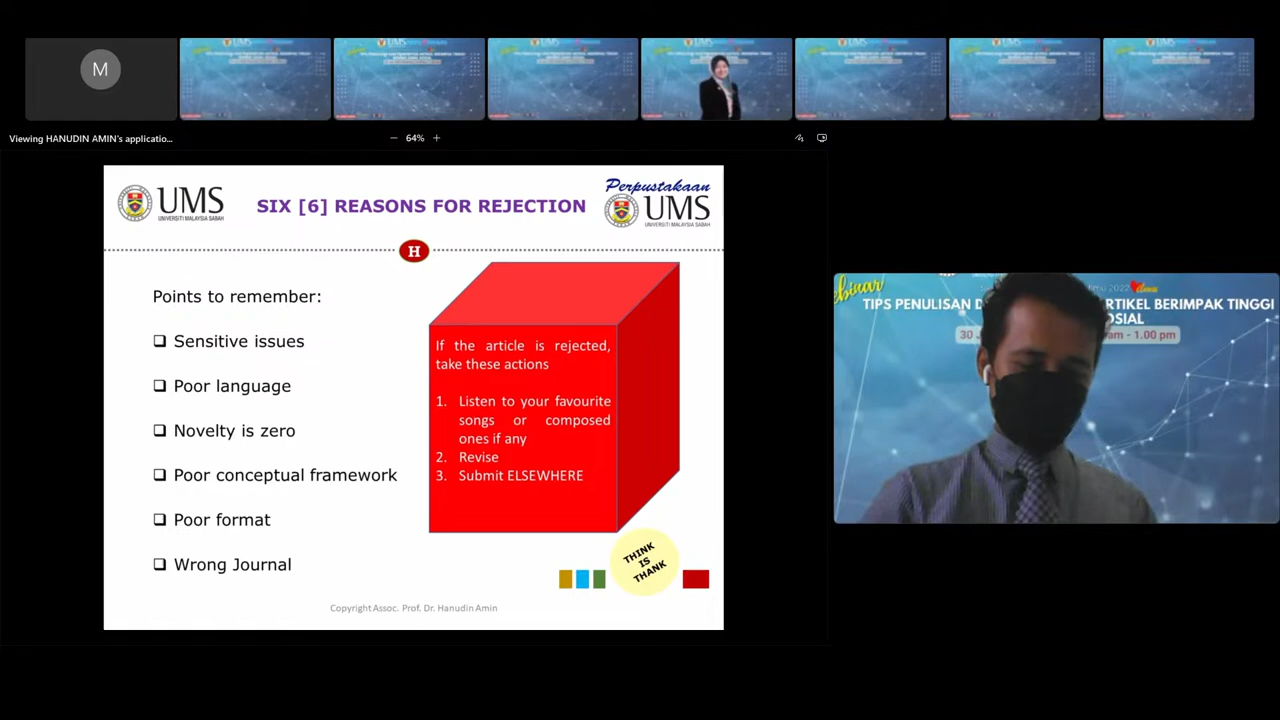 M
Viewing HANUDIN AMIN's applicatio...
64%
UMS
UNIVERSITI MALAYSIA SABAH
SIX [6] REASONS FOR REJECTION
Perpustakaan
UMS
UNIVERSITI MALAYSIA SABAH
H
Points to remember:
Sensitive issues
Poor language
Novelty is zero
Poor conceptual framework
Poor format
Wrong Journal
If the article is rejected,
take these actions
1. Listen to your favourite
songs or composed
ones if any
2. Revise
3. Submit ELSEWHERE
THINK
IS
THANK
Copyright Assoc. Prof. Dr. Hanudin Amin
2022
TIPS PENULISAN D
ARTIKEL BERIMPAK TINGGI
OSIAL
30
am - 1.00 pm